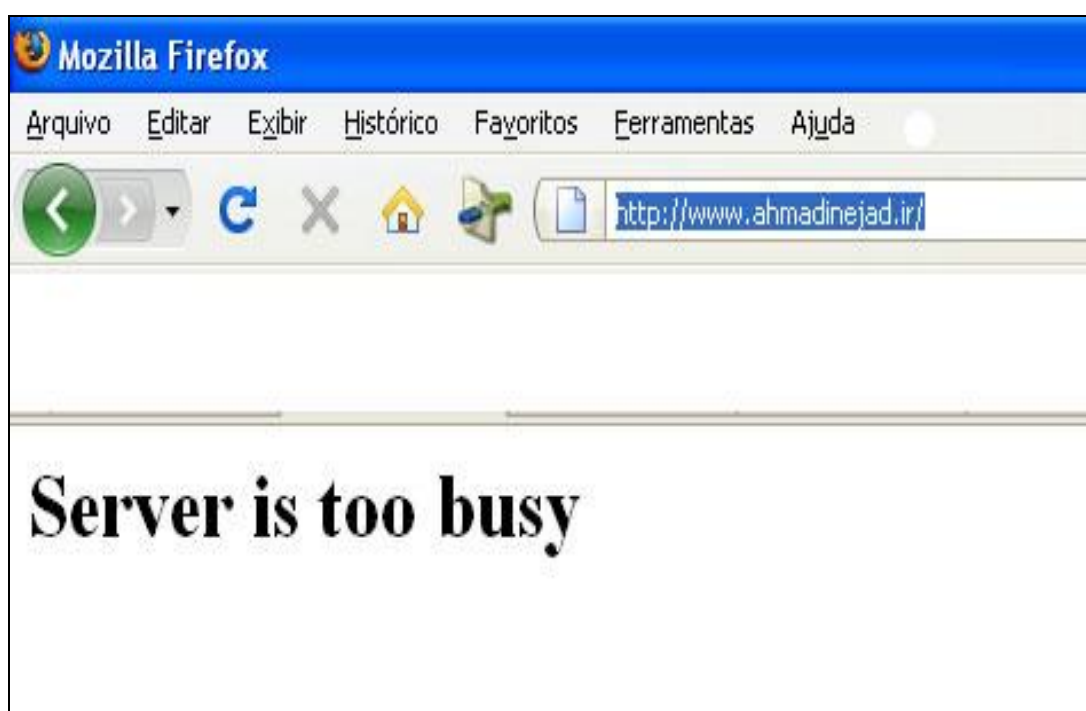 Mozilla Firefox
Arquivo Editar Exibir Histórico Favoritos Ferramentas Ajuda
http://www.ahmadinejad.ir/
Server is too busy